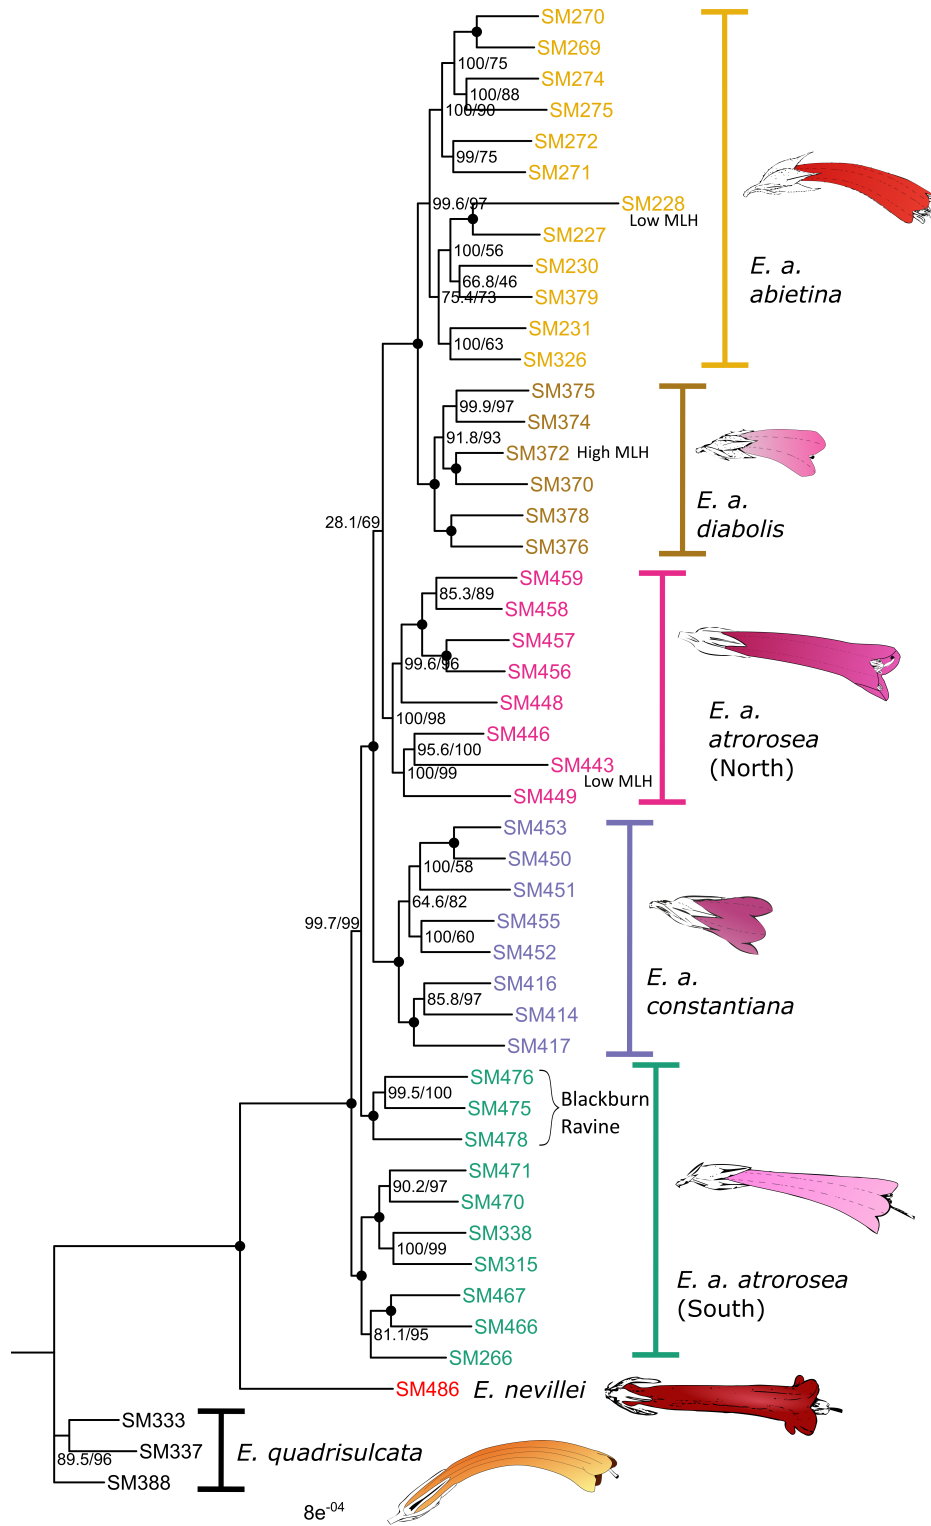 SM270
SM269
100/75
SM274
100/88
SM275
100/90
SM272
99/75
SM271
99.6/97
SM228
Low MLH
SM227
100/56
SM230
66.8/46
SM379
75.4/73
SM231
100/63
SM326
E. a.
abietina
SM375
99.9/97
SM374
91.8/93
SM372 High MLH
SM370
SM378
SM376
E. a.
diabolis
28.1/69
SM459
85.3/89
SM458
SM457
99.6/96
SM456
SM448
100/98
SM446
95.6/100
SM443
100/99
Low MLH
SM449
E. a.
atrorosea
(North)
SM453
SM450
100/58
SM451
64.6/82
SM455
100/60
SM452
SM416
85.8/97
SM414
SM417
E. a.
constantiana
99.7/99
SM476
99.5/100
SM475
SM478
Blackburn
Ravine
SM471
90.2/97
SM470
SM338
100/99
SM315
SM467
SM466
81.1/95
SM266
E. a. atrorosea
(South)
SM486 E. nevillei
SM333
SM337
89.5/96
SM388
E. quadrisulcata
8e-04